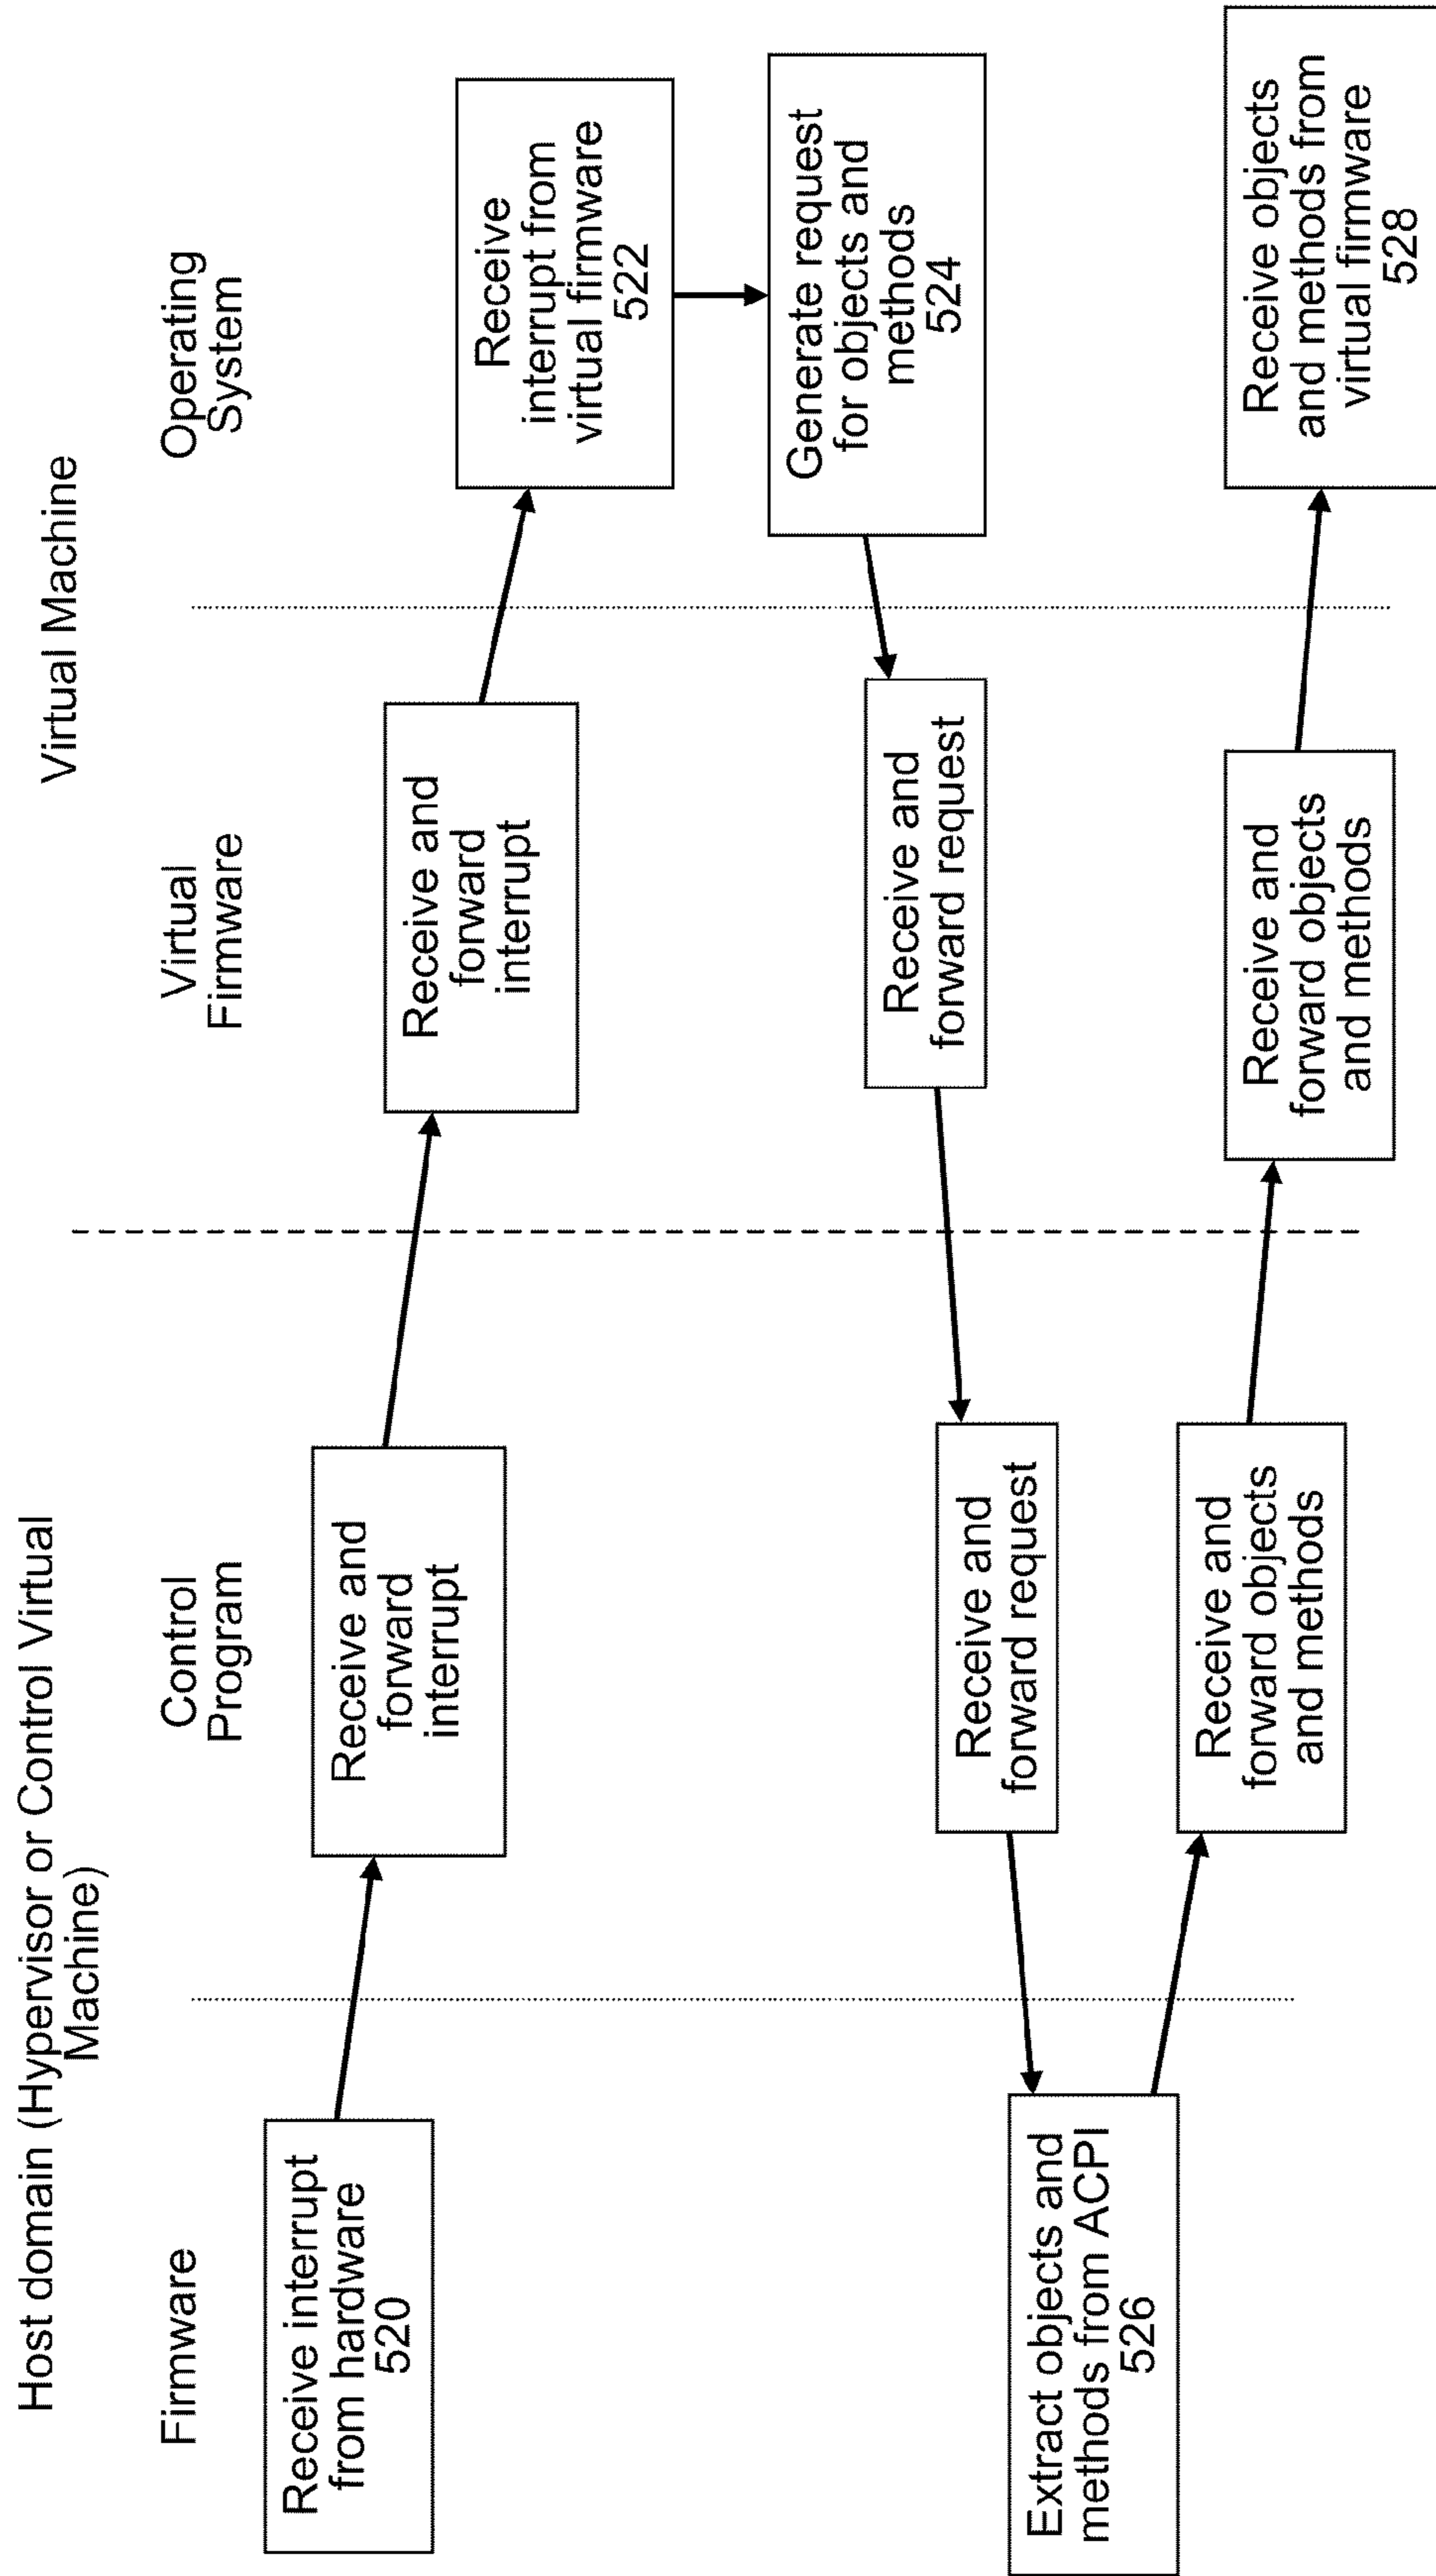 Host domain (Hypervisor or Control Virtual
Machine)
Virtual Machine
Firmware
Control
Program
Virtual
Firmware
Operating
System
Receive interrupt
from hardware
520
Receive and
forward
interrupt
Receive and
forward
interrupt
Receive
interrupt from
virtual firmware
522
Generate request
for objects and
methods
524
Receive and
forward request
Receive and
forward request
Extract objects and
methods from ACPI
526
Receive and
forward objects
and methods
Receive and
forward objects
and methods
Receive objects
and methods from
virtual firmware
528